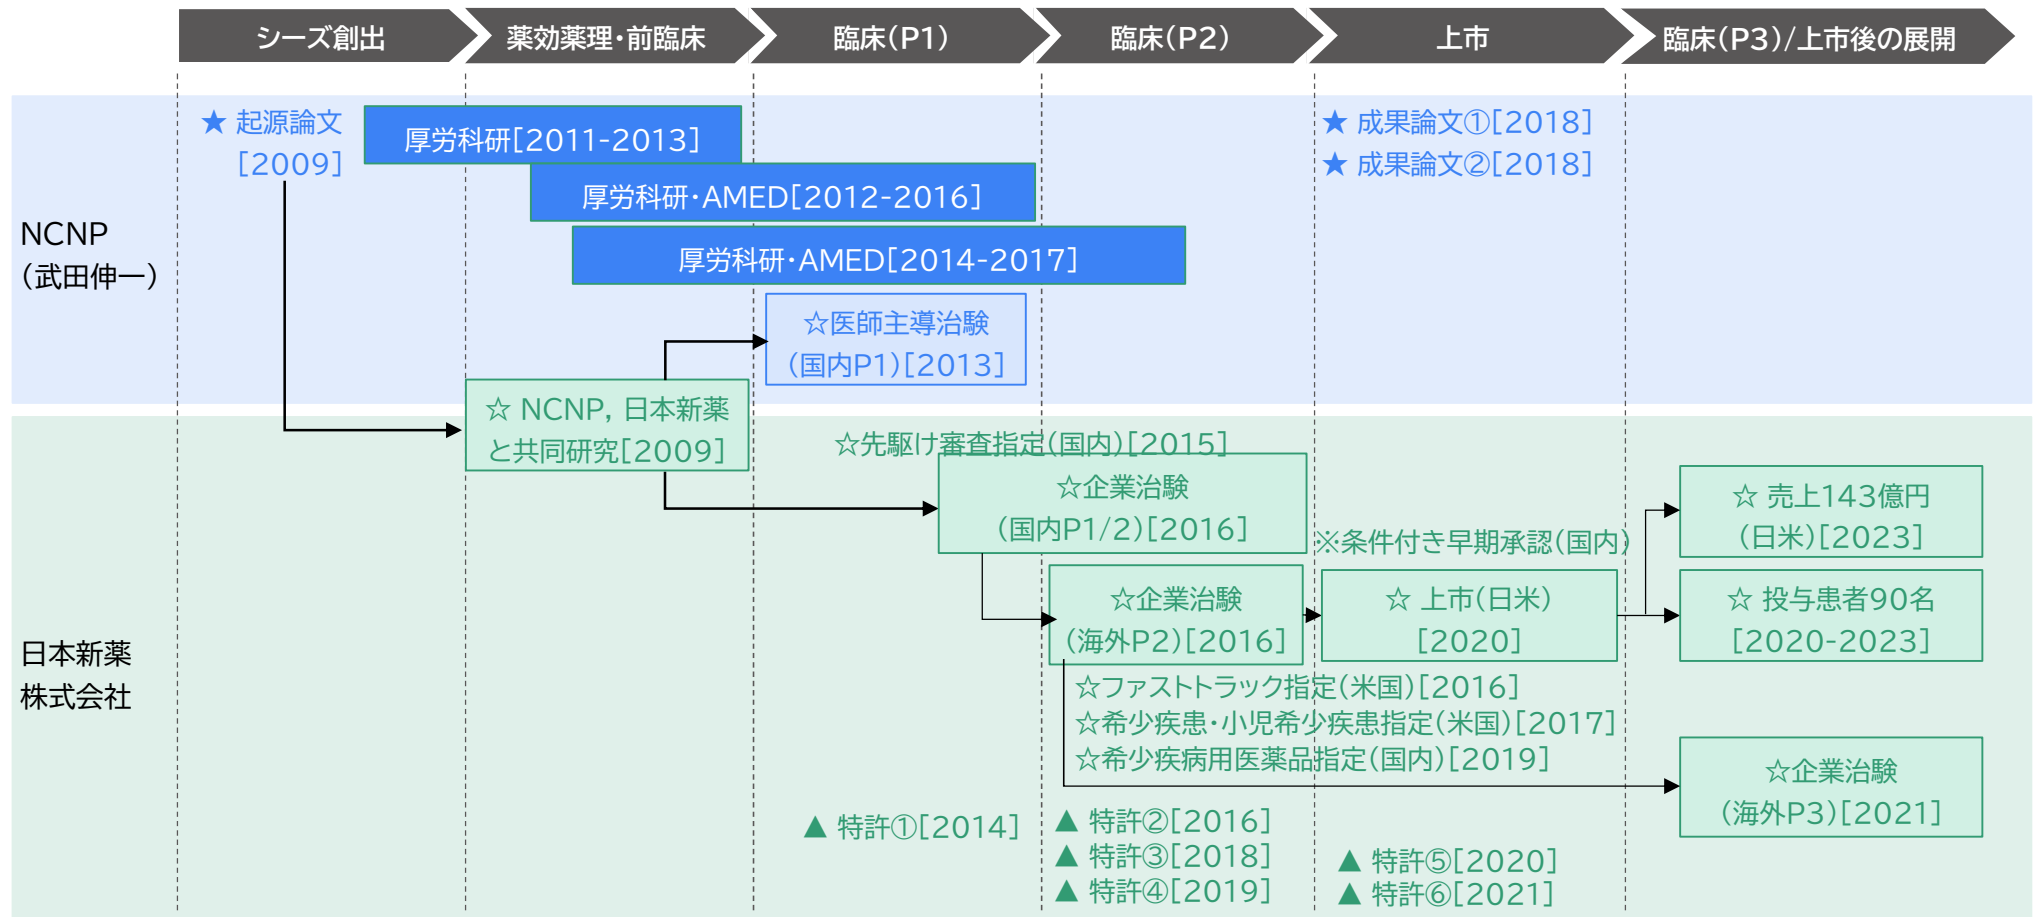 シーズ創出
薬効薬理・前臨床
臨床(P1)
臨床(P2)
上市
臨床(P3)/上市後の展開
NCNP
(武田伸一)
★ 起源論文
[2009]
厚労科研[2011-2013]
厚労科研・AMED[2012-2016]
厚労科研・AMED[2014-2017]
☆医師主導治験
(国内P1)[2013]
★ 成果論文①[2018]
★ 成果論文②[2018]
日本新薬
株式会社
☆ NCNP, 日本新薬
と共同研究[2009]
☆先駆け審査指定(国内)[2015]
☆企業治験
(国内P1/2)[2016]
☆企業治験
(海外P2)[2016]
※条件付き早期承認(国内)
☆ 上市(日米)
[2020]
☆ 売上143億円
(日米)[2023]
☆ 投与患者90名
[2020-2023]
☆ファストトラック指定(米国)[2016]
☆希少疾患・小児希少疾患指定(米国)[2017]
☆希少疾病用医薬品指定(国内)[2019]
☆企業治験
(海外P3)[2021]
▲ 特許①[2014]
▲ 特許②[2016]
▲ 特許③[2018]
▲ 特許④[2019]
▲ 特許⑤[2020]
▲ 特許⑥[2021]